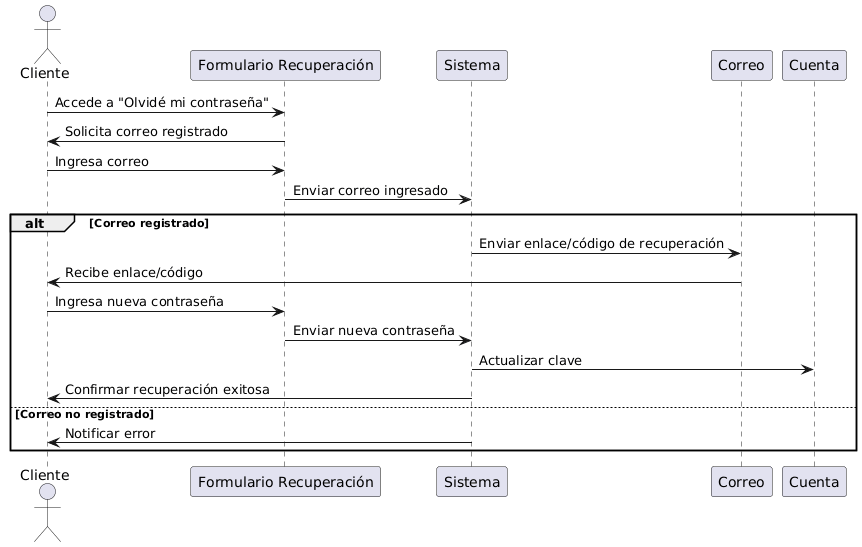 Cliente
Formulario Recuperación
Sistema
Correo
Cuenta
Accede a "Olvidé mi contraseña"
Solicita correo registrado
Ingresa correo
Enviar correo ingresado
alt [Correo registrado]
Enviar enlace/código de recuperación
Recibe enlace/código
Ingresa nueva contraseña
Enviar nueva contraseña
Actualizar clave
Confirmar recuperación exitosa
[Correo no registrado]
Notificar error
Cliente
Formulario Recuperación
Sistema
Correo
Cuenta